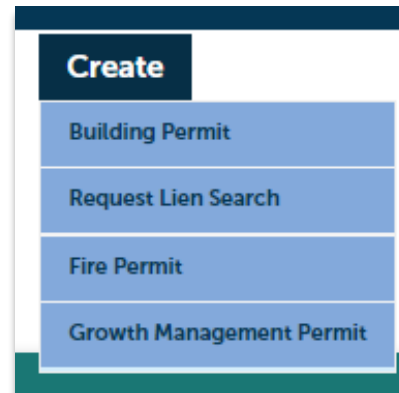 Create
Building Permit
Request Lien Search
Fire Permit
Growth Management Permit